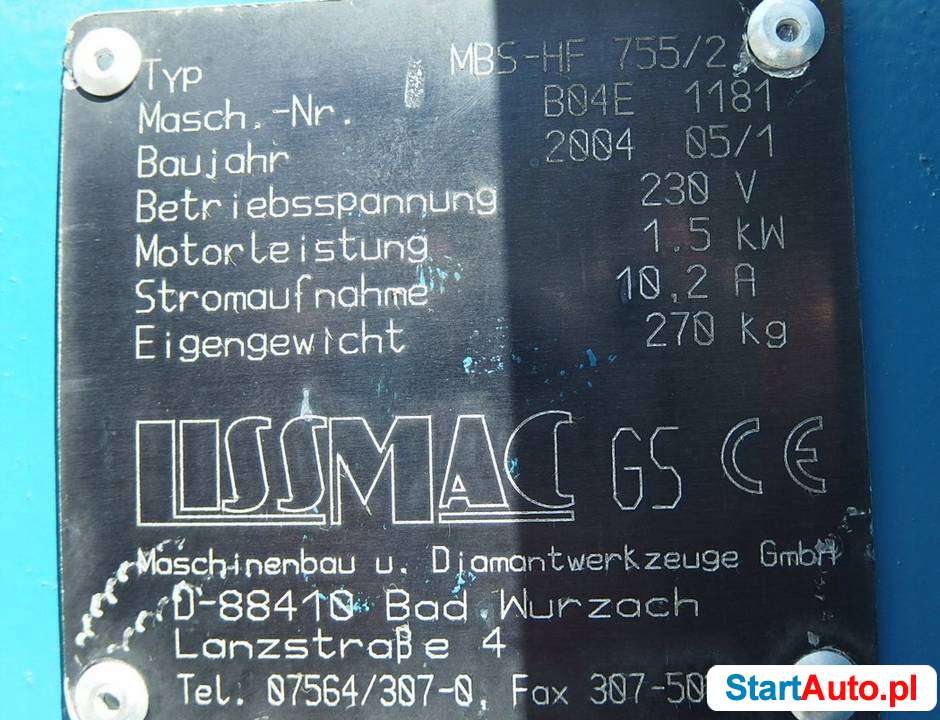 Typ MBS-HF 755/2
Masch.-Nr. B04E 1181
Baujahr 2004 05/1
Betriebsspannung 230 V
Motorleistung 1.5 kW
Stromaufnahme 10,2 A
Eigengewicht 270 kg
LISSMAC GS CE
Maschinenbau u. Diamantwerkzeuge GmbH
D-88410 Bad Wurzach
Lanzstraße 4
Tel. 07564/307-0, Fax
StartAuto.pl